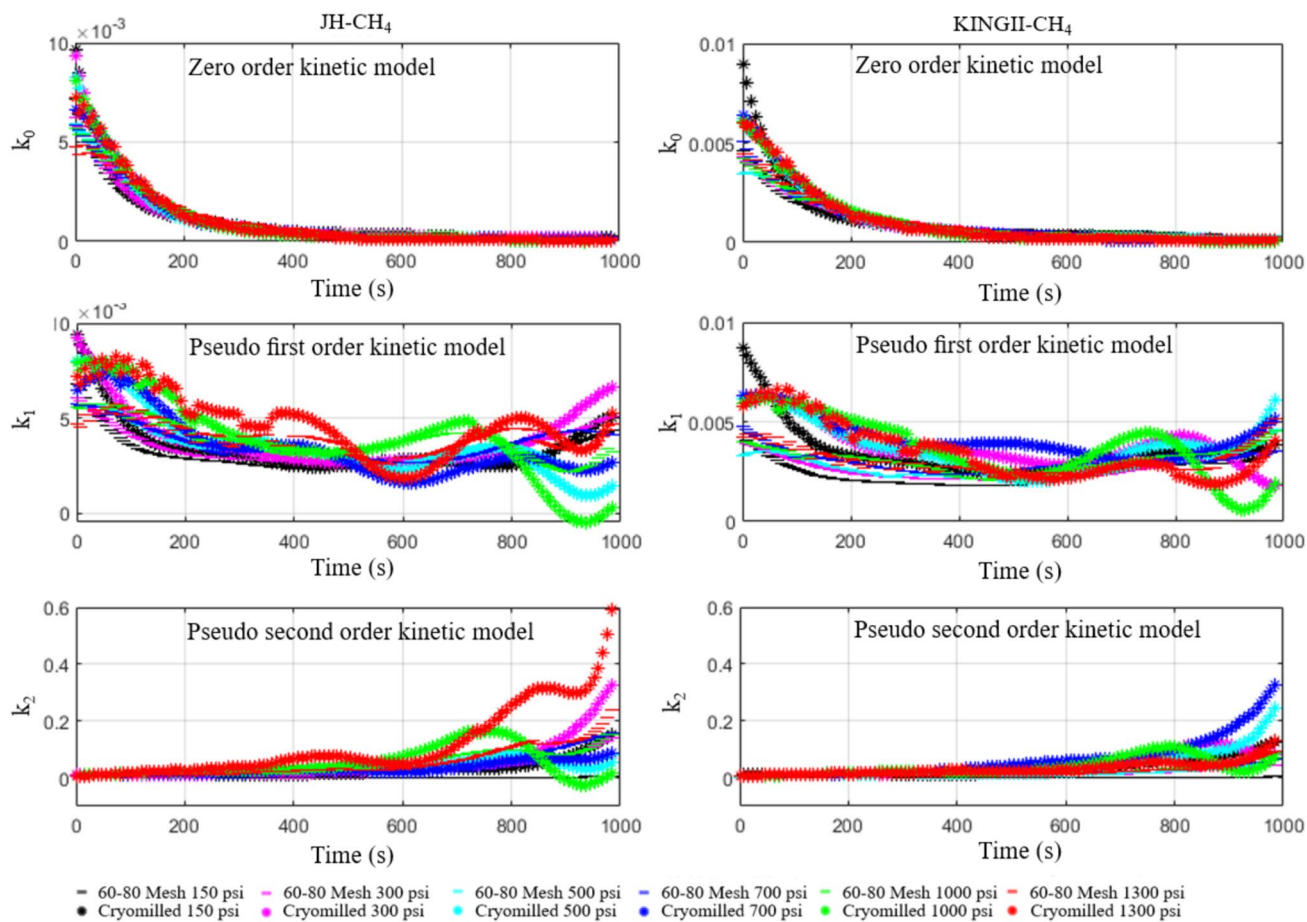 JH-CH₄
KINGII-CH₄
10 × 10⁻³
Zero order kinetic model
k₀
5
0
0 200 400 600 800 1000
Time (s)
0.01
Zero order kinetic model
k₀
0.005
0
0 200 400 600 800 1000
Time (s)
10 × 10⁻³
Pseudo first order kinetic model
k₁
5
0
0 200 400 600 800 1000
Time (s)
0.01
Pseudo first order kinetic model
k₁
0.005
0
0 200 400 600 800 1000
Time (s)
0.6
Pseudo second order kinetic model
0.4
k₂
0.2
0
0 200 400 600 800 1000
Time (s)
0.6
Pseudo second order kinetic model
0.4
k₂
0.2
0
0 200 400 600 800 1000
Time (s)
60-80 Mesh 150 psi 60-80 Mesh 300 psi 60-80 Mesh 500 psi 60-80 Mesh 700 psi 60-80 Mesh 1000 psi 60-80 Mesh 1300 psi
Cryomilled 150 psi Cryomilled 300 psi Cryomilled 500 psi Cryomilled 700 psi Cryomilled 1000 psi Cryomilled 1300 psi